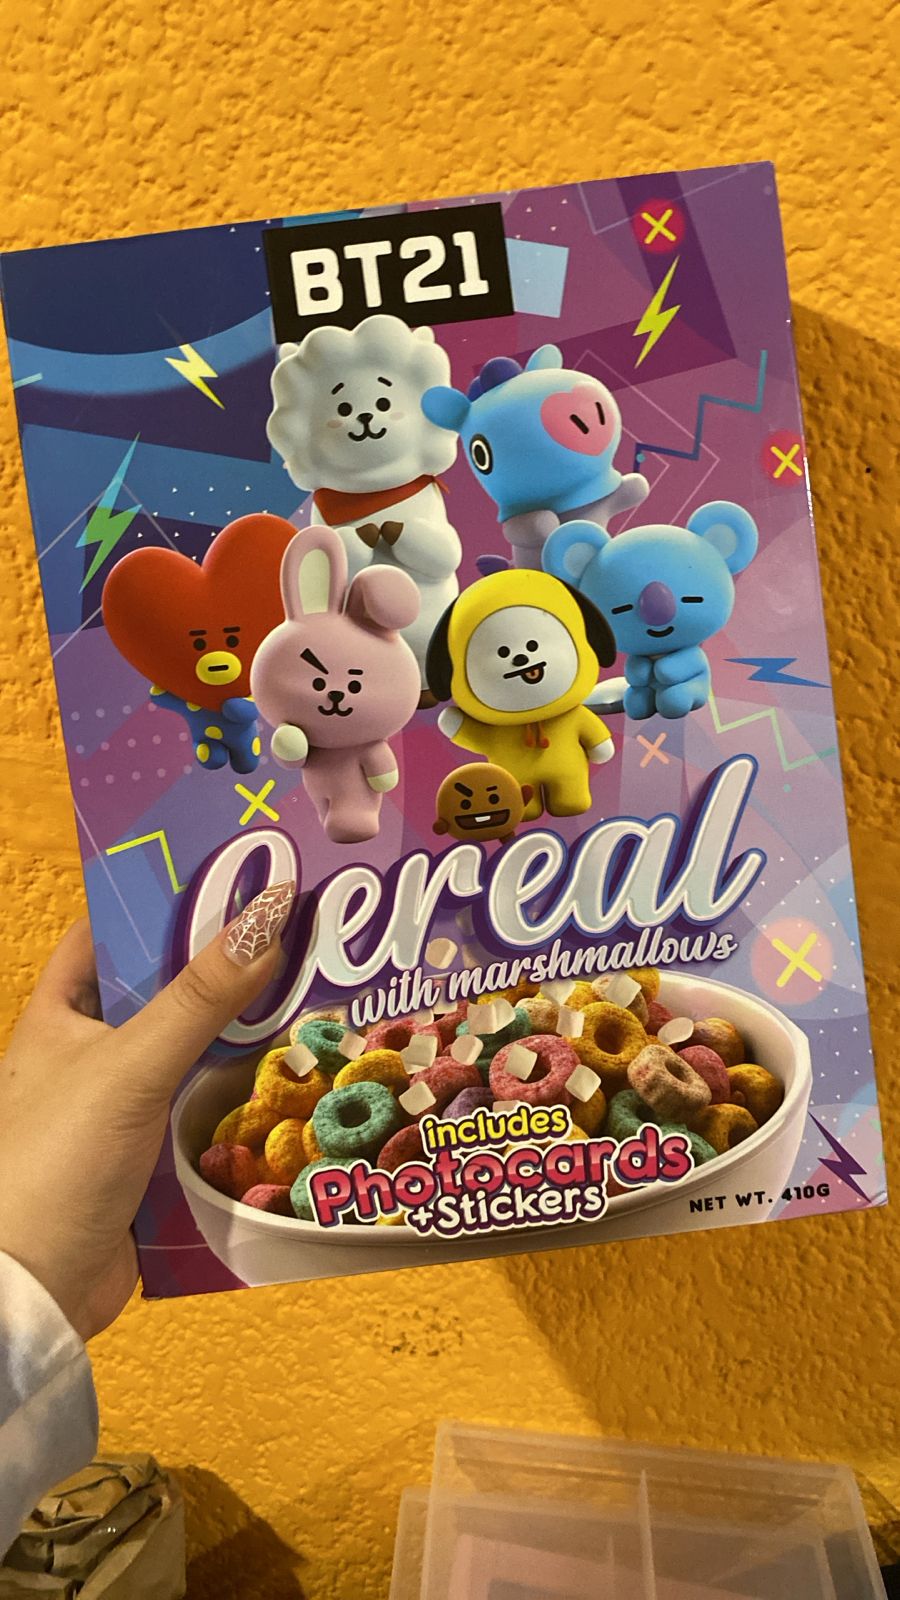 BT21
Cereal
with marshmallows
includes
Photocards
+Stickers
NET WT. 410G